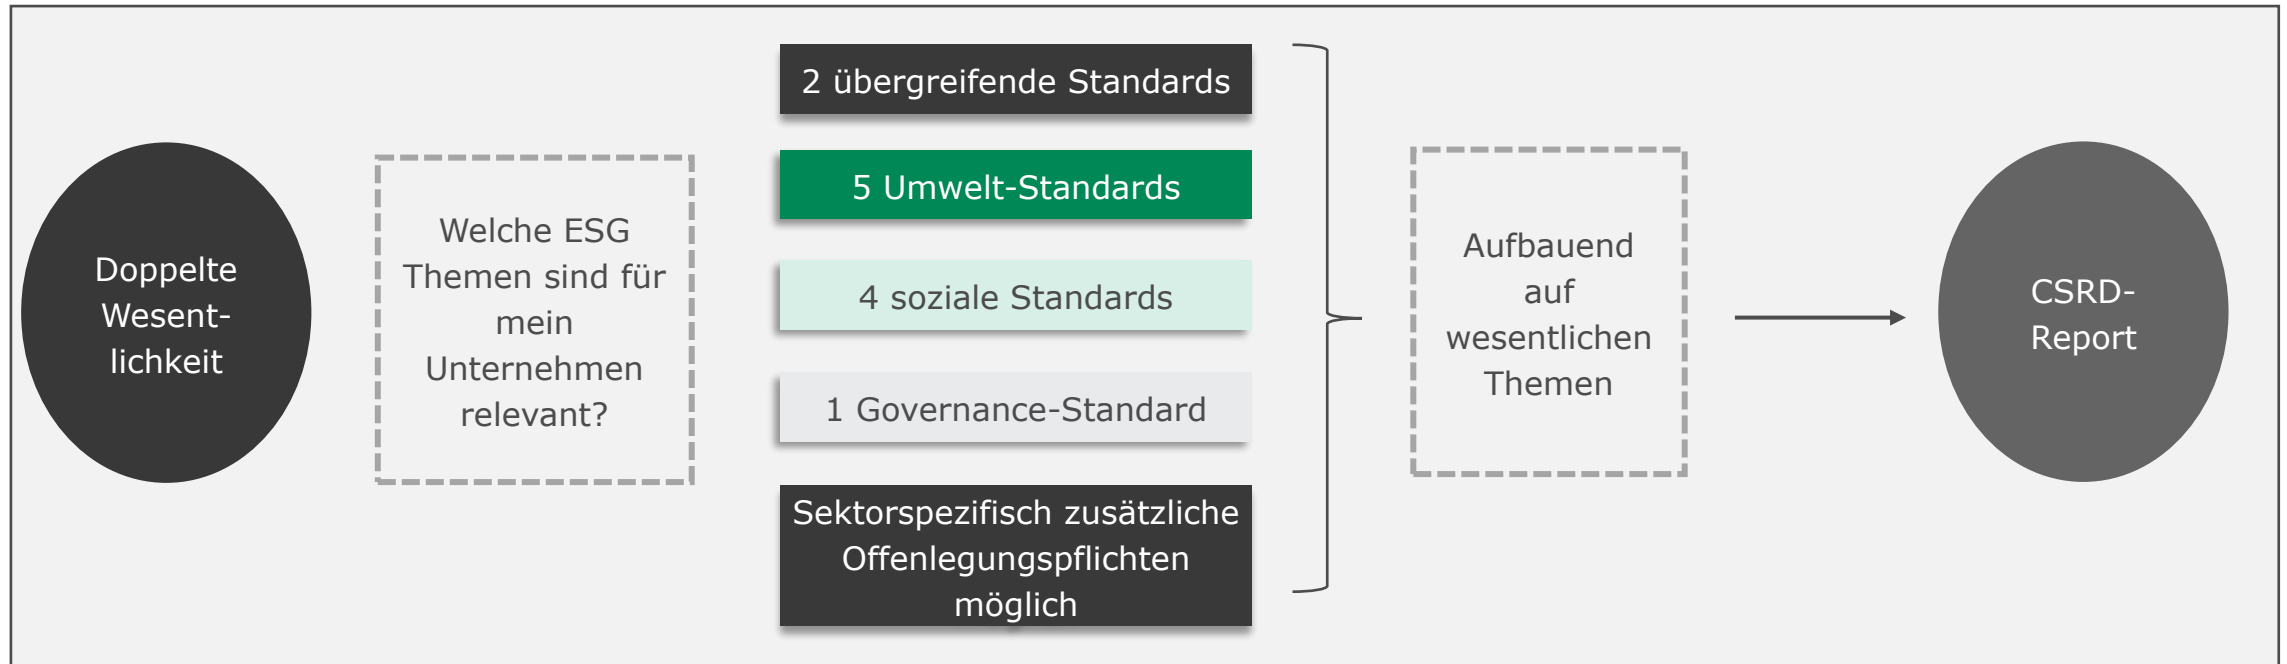 Doppelte
Wesent-
lichkeit
Welche ESG
Themen sind für
mein
Unternehmen
relevant?
2 übergreifende Standards
5 Umwelt-Standards
4 soziale Standards
1 Governance-Standard
Sektorspezifisch zusätzliche
Offenlegungspflichten
möglich
Aufbauend
auf
wesentlichen
Themen
CSRD-
Report